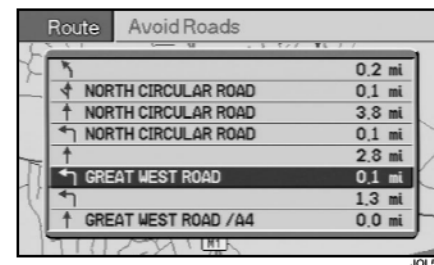 Route Avoid Roads
0.2 mi
NORTH CIRCULAR ROAD 0.1 mi
NORTH CIRCULAR ROAD 3.8 mi
NORTH CIRCULAR ROAD 0.1 mi
2.8 mi
GREAT WEST ROAD 0.1 mi
1.3 mi
GREAT WEST ROAD /A4 0.0 mi
M1